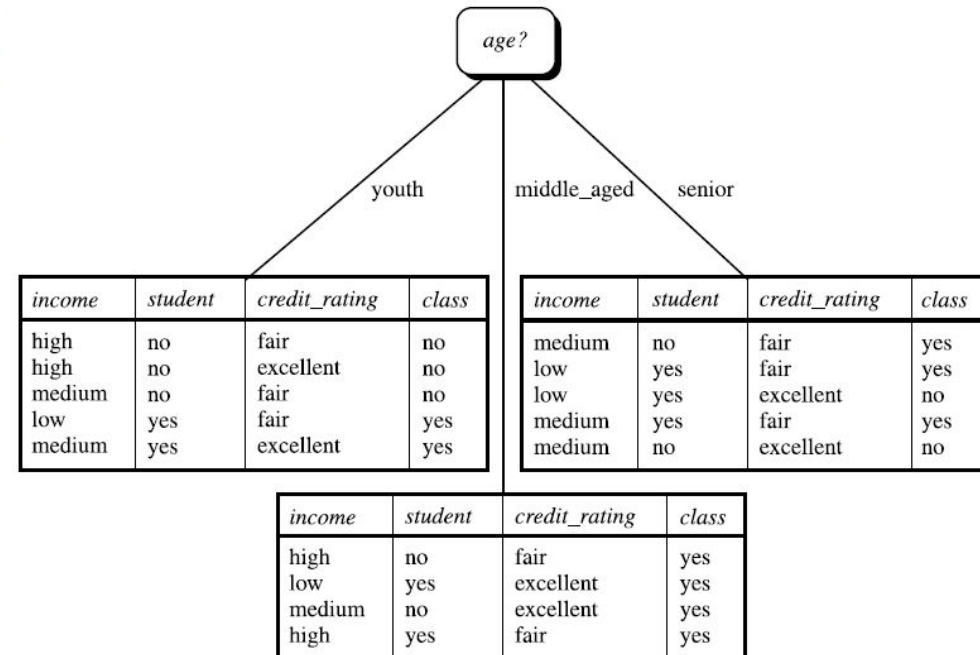 age?
youth
middle_aged
senior
income student credit_rating class
high no fair no
high no excellent no
medium no fair no
low yes fair yes
medium yes excellent yes
income student credit_rating class
medium no fair yes
low yes fair yes
low yes excellent no
medium yes fair yes
medium no excellent no
income student credit_rating class
high no fair yes
low yes excellent yes
medium no excellent yes
high yes fair yes